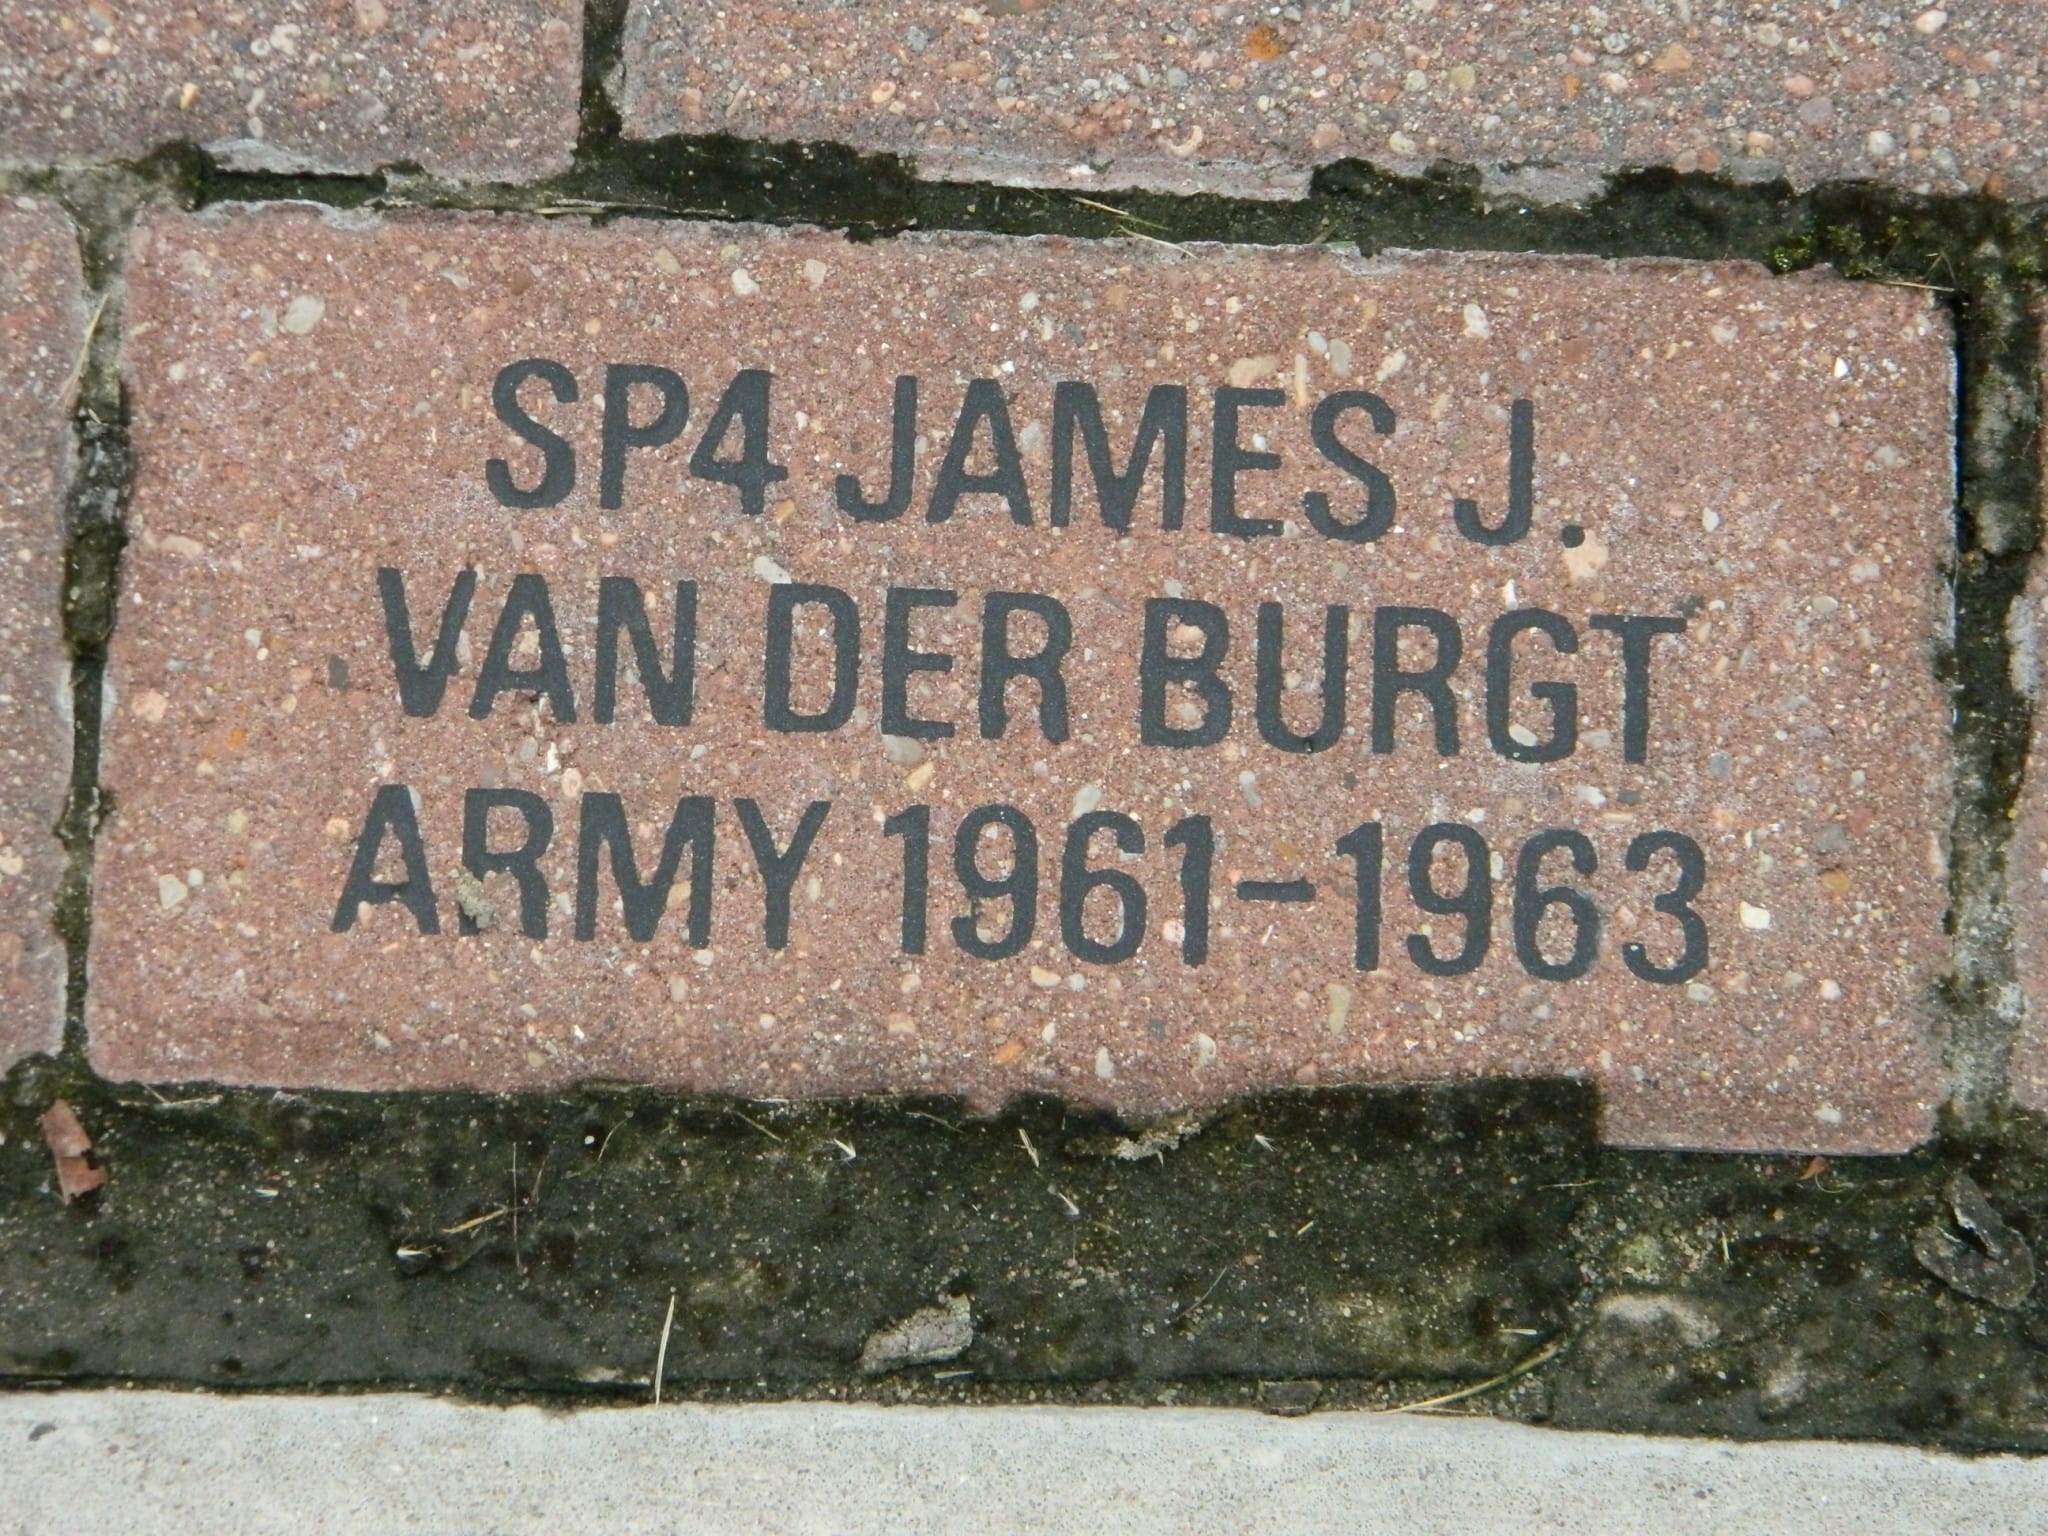 SP4 JAMES J.
VAN DER BURGT
ARMY 1961-1963